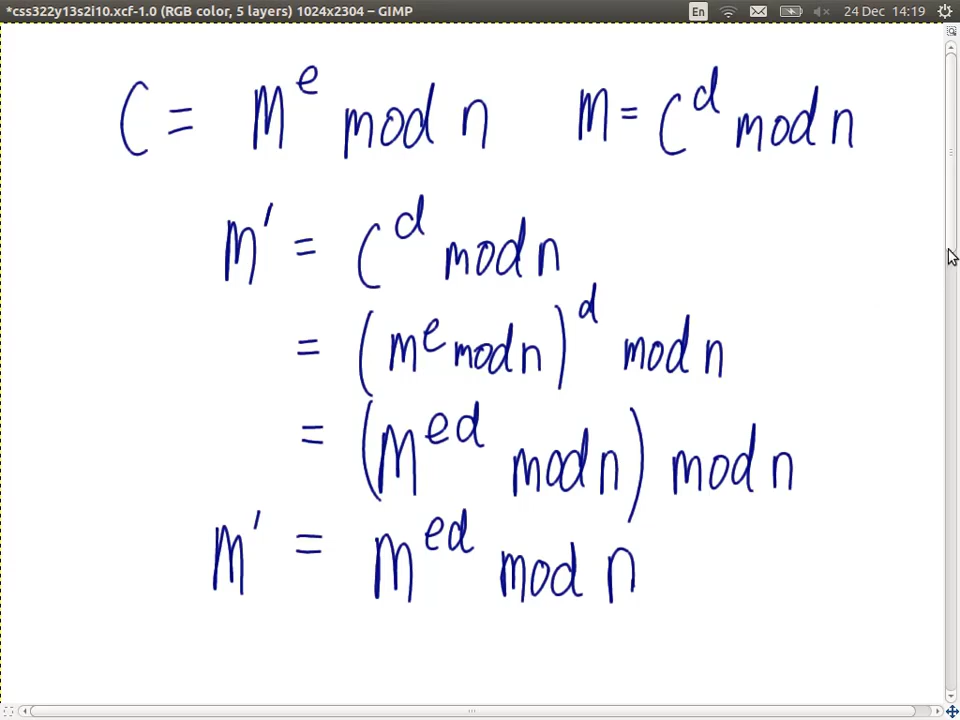 *css322y13s2i10.xcf-1.0 (RGB color, 5 layers) 1024x2304 – GIMP En 24 Dec 14:19
C = M^e mod n M = C^d mod n
M' = C^d mod n
= (M^e mod n)^d mod n
= (M^ed mod n) mod n
M' = M^ed mod n